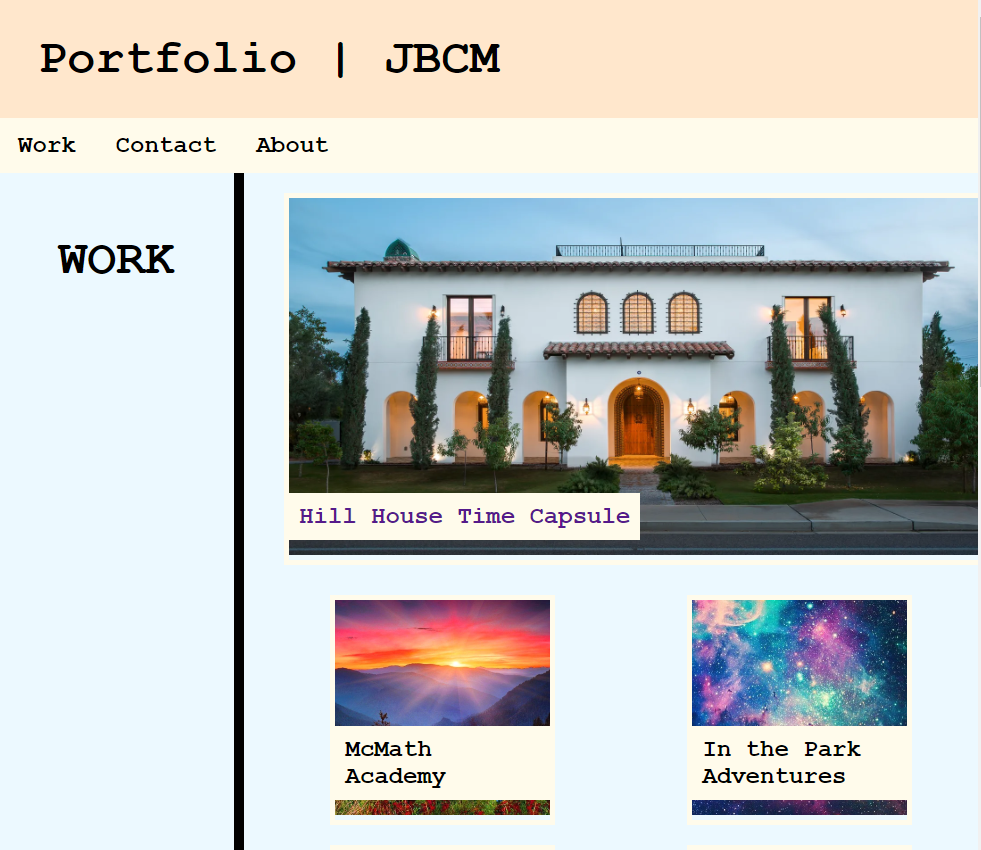 Portfolio | JBCM
Work Contact About
WORK
Hill House Time Capsule
McMath
Academy
In the Park
Adventures